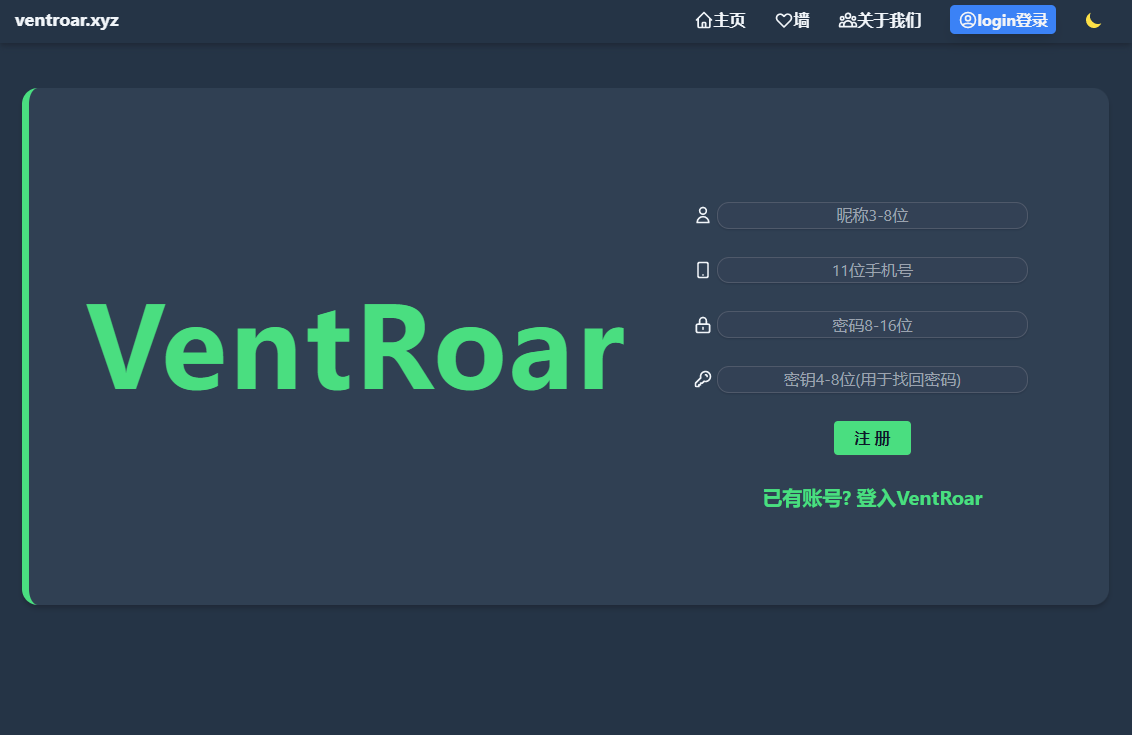 ventroar.xyz 主页 墙 关于我们 login登录
VentRoar
昵称3-8位
11位手机号
密码8-16位
密钥4-8位(用于找回密码)
注 册
已有账号? 登入VentRoar